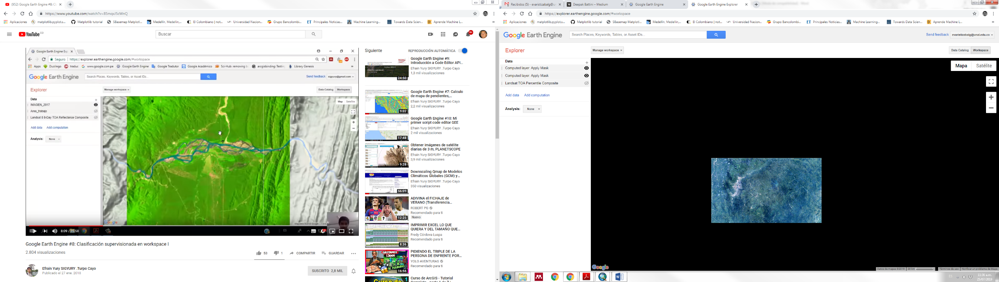 (952) Google Earth Engine #8: Cl
https://www.youtube.com/watch?v=85mqxJ5cWnQ
Aplicaciones
matplotlib.pyplot.s...
Matplotlib tutorial
SBasemap Matplotl...
Medellín, Medellin,...
El Colombiano | not...
Universidad Nacion...
Grupo Bancolombi...
Principales Noticias...
Machine Learning...
Towards Data Scien...
Aprende Machine L...
YouTube CO
Buscar
9+
Google Earth Engine Exp
Seguro | https://explorer.earthengine.google.com/#workspace
Apps
Duolingo
traduc
www.google.com.pe
Google Earth Engine
Google Tradutor
Google Académico
Sci-Hub: removing b
arcgisbinding: Testing
Library Genesis
Google Earth Engine
Search Places, Keywords, Tables, or Asset IDs...
Send feedback
sigyury@gmail.com
Explorer
Manage workspace
Data Catalog
Workspace
Data
IMAGEN_2017
Area_trabajo
Landsat 8 8-Day TOA Reflectance Composite
Add data
Add computation
Analysis:
None
Map
Satellite
Google
Map data ©2018 Google
1 km
8:09 / 35:58
ES
Google Earth Engine #8: Clasificación supervisionada en workspace I
2.804 visualizaciones
53
1
COMPARTIR
GUARDAR
Efrain Yury SIGYURY .Turpo Cayo
Publicado el 27 ene. 2018
SUSCRITO 2,8 MIL
Siguiente
REPRODUCCIÓN AUTOMÁTICA
Google Earth Engine #9:
Introducción a Code Editor API...
Efrain Yury SIGYURY .Turpo Cayo
1,3 mil visualizaciones
24:50
Google Earth Engine #7: Calculo
de mapa de pendientes,...
Efrain Yury SIGYURY .Turpo Cayo
2,2 mil visualizaciones
9:02
Google Earth Engine #10: Mi
primer script code editor GEE
Efrain Yury SIGYURY .Turpo Cayo
2 mil visualizaciones
17:48
Obtener imágenes de satélite
diarias de 3 m, PLANETSCOPE
Efrain Yury SIGYURY .Turpo Cayo
3,9 mil visualizaciones
9:28
Downscaling Qmap de Modelos
Climáticos Globales (GCM) y...
Efrain Yury SIGYURY .Turpo Cayo
350 visualizaciones
56:09
ADIVINA el FICHAJE de
VERANO (Transferencia...
ROBERT PG
Recomendado para ti
Nuevo
12:25
IMPRIMIR EXCEL LO QUE
QUIERA Y DEL TAMAÑO QUE...
Fredy Córdova Luspa
Recomendado para ti
8:36
PIDIENDO EL TRIPLE DE LA
PERSONA DE ENFRENTE POR...
YOLO AVENTURAS
Recomendado para ti
GASTAMOS
$3000
16:56
Curso de ArcGIS - Tutorial
Recibidos (5) - evaristizabalg@u
Deepak Battini – Medium
Google Earth Engine
Google Earth Engine Explorer
https://explorer.earthengine.google.com/#workspace
Aplicaciones
matplotlib.pyplot.s...
Matplotlib tutorial
SBasemap Matplotl...
Medellín, Medellin,...
El Colombiano | not...
Universidad Nacion...
Grupo Bancolombi...
Principales Noticias...
Machine Learning...
Towards Data Scien...
Aprende Machine L...
Google Earth Engine
Search Places, Keywords, Tables, or Asset IDs...
Send feedback
evaristizabalg@unal.edu.co
Explorer
Manage workspace
Data Catalog
Workspace
Data
Computed layer: Apply Mask
Computed layer: Apply Mask
Landsat TOA Percentile Composite
Add data
Add computation
Analysis:
None
Mapa
Satélite
Google
Datos de mapas ©2019
20 km
Términos de uso
Notificar un problema de Maps
ES
11:36 a.m.
25/07/2019